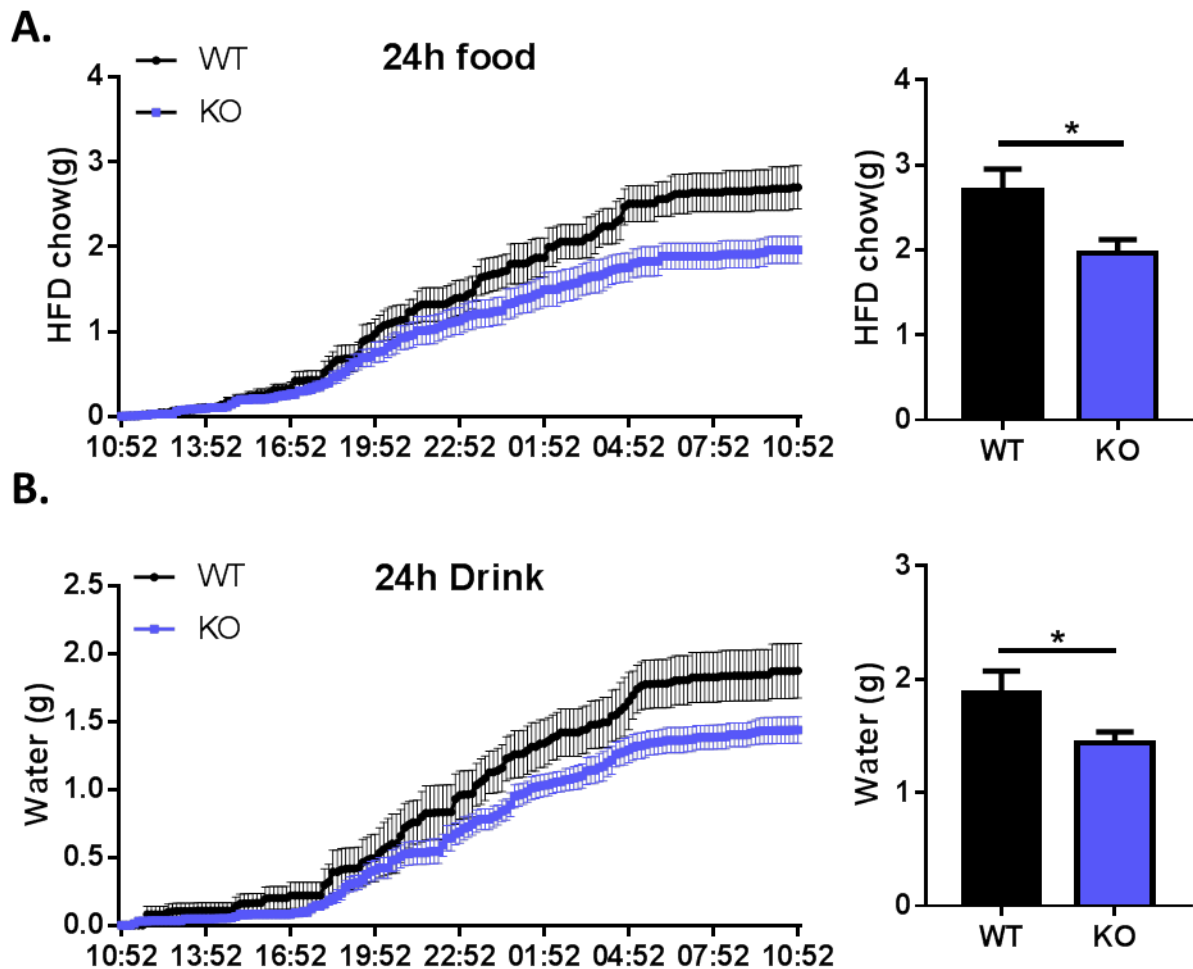 A.
24h food
WT
KO
HFD chow(g)
4
3
2
1
0
10:52 13:52 16:52 19:52 22:52 01:52 04:52 07:52 10:52
HFD chow(g)
4
3
2
1
0
*
WT KO
B.
24h Drink
WT
KO
Water (g)
2.5
2.0
1.5
1.0
0.5
0.0
10:52 13:52 16:52 19:52 22:52 01:52 04:52 07:52 10:52
Water (g)
3
2
1
0
*
WT KO